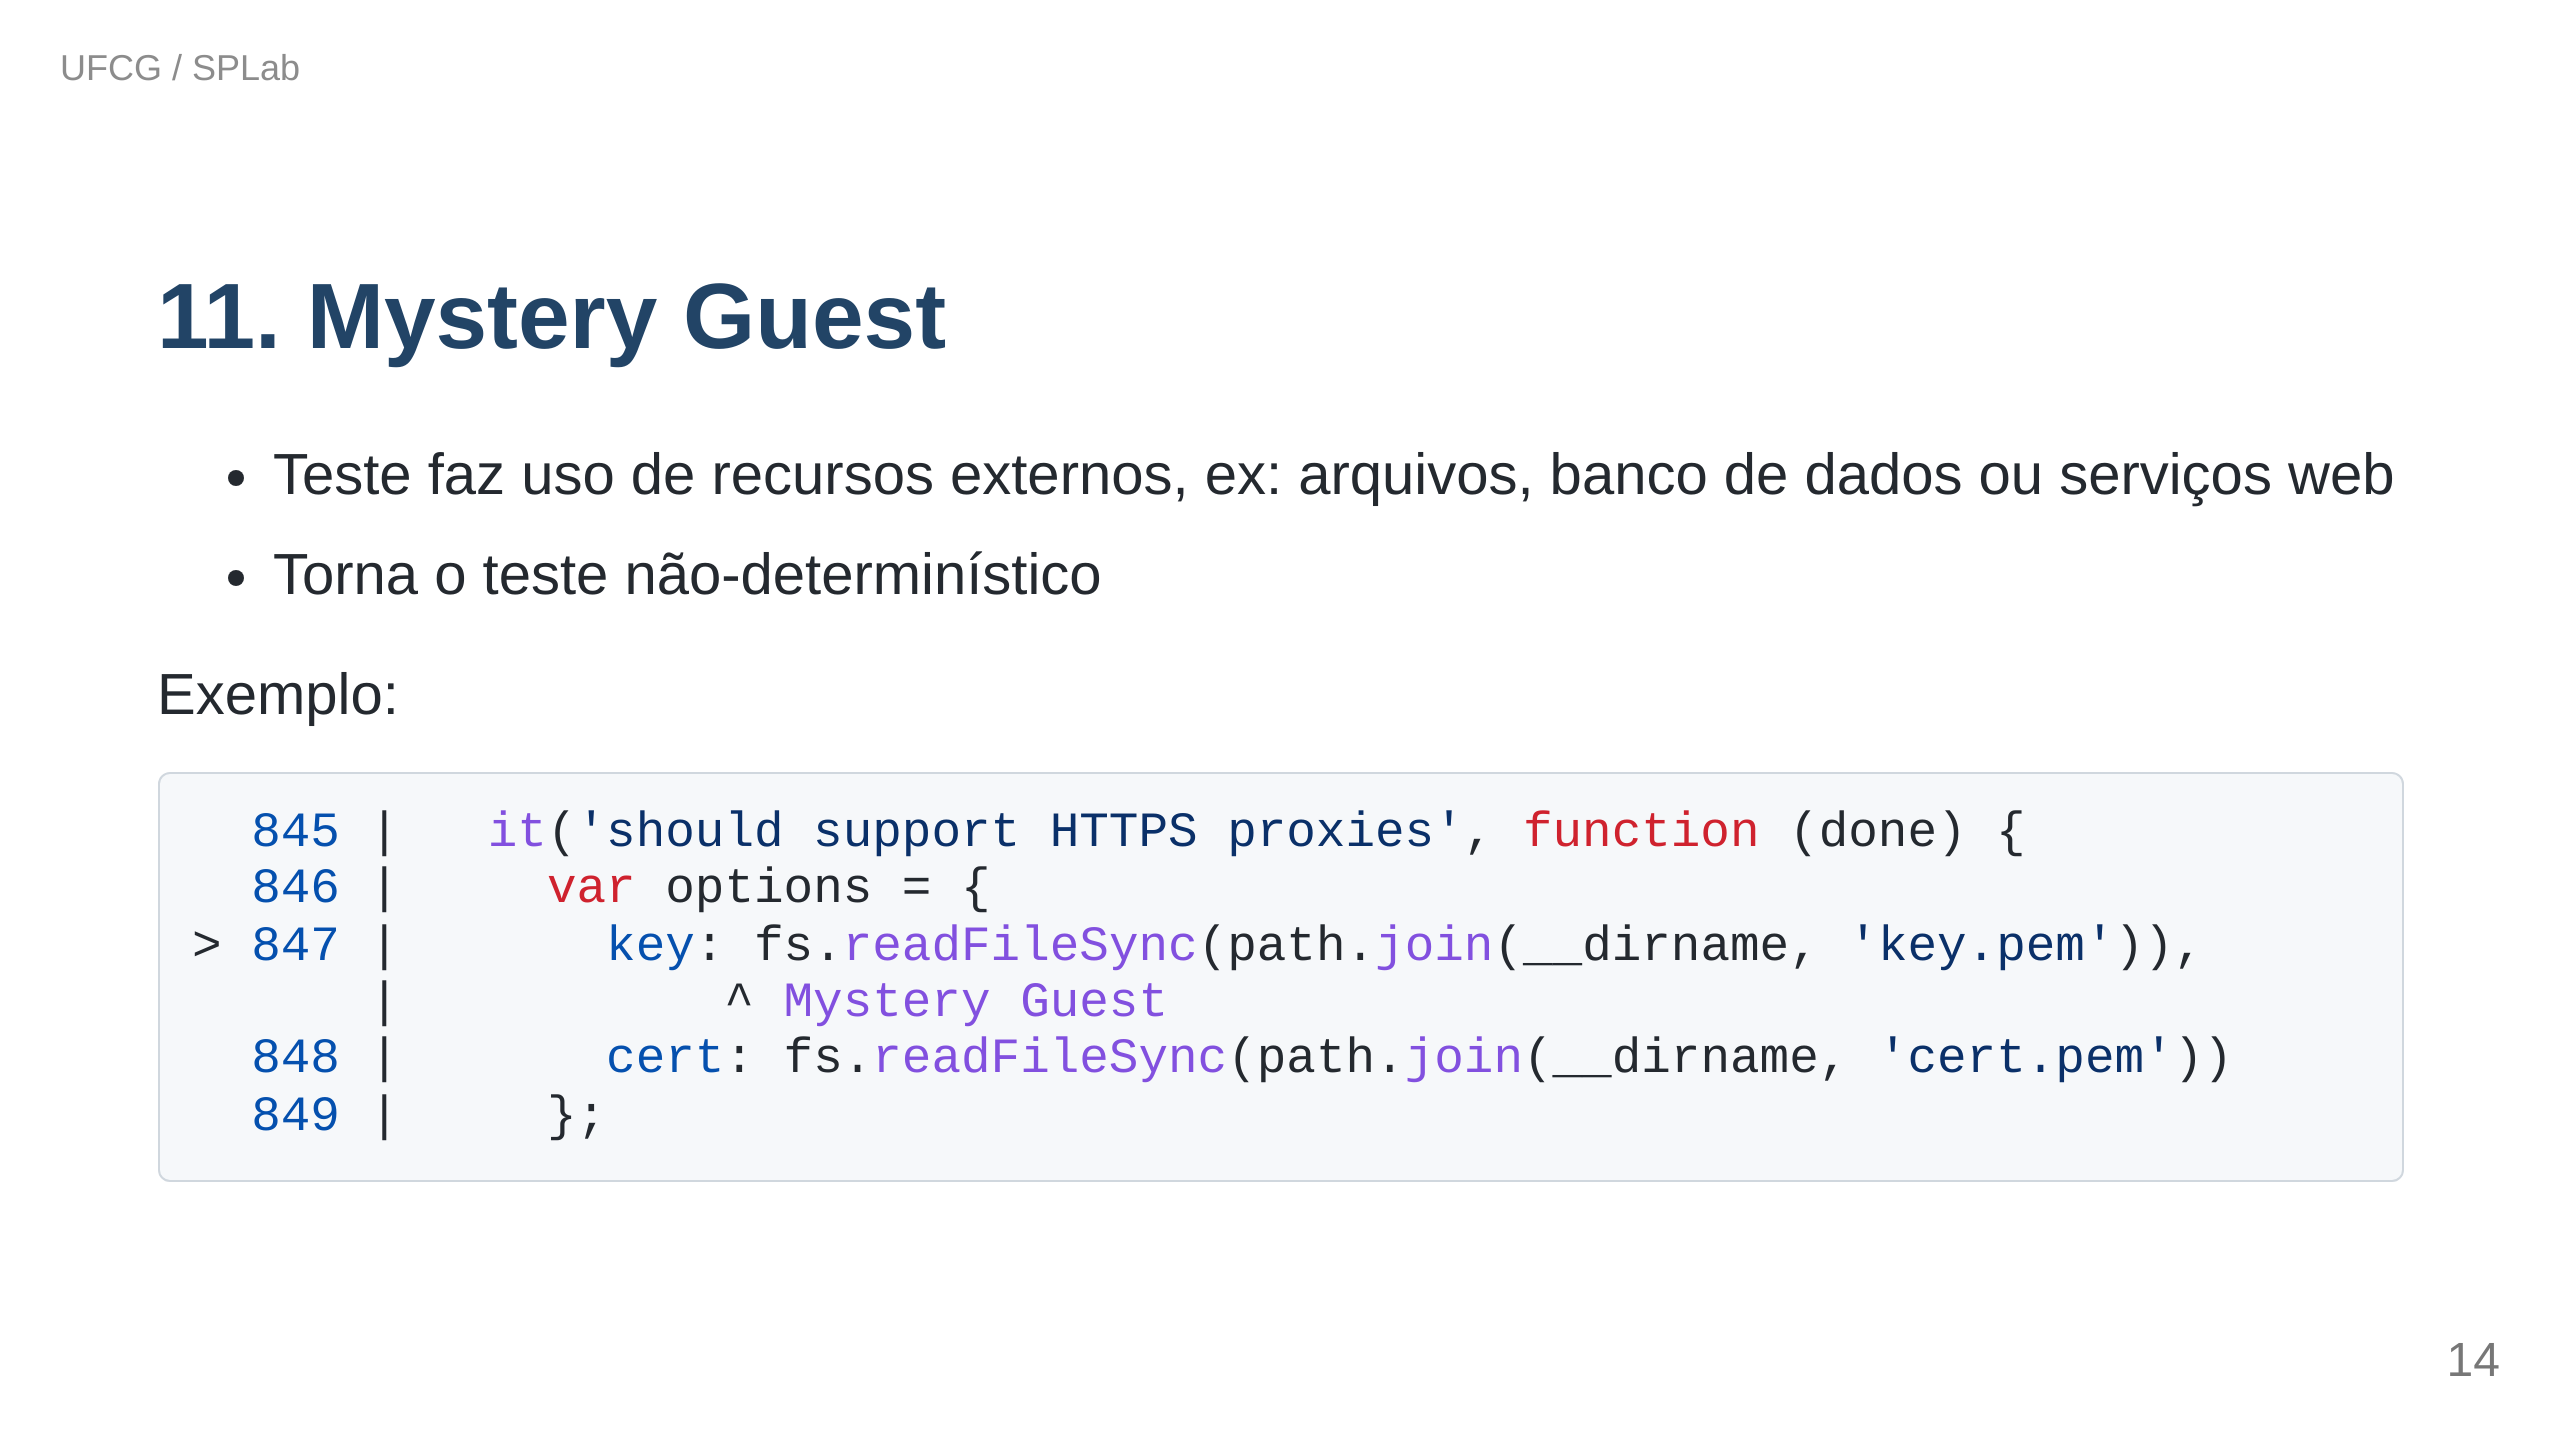 UFCG / SPLab
11. Mystery Guest
• Teste faz uso de recursos externos, ex: arquivos, banco de dados ou serviços web
• Torna o teste não-determinístico
Exemplo:
  845 |   it('should support HTTPS proxies', function (done) {
  846 |     var options = {
> 847 |       key: fs.readFileSync(path.join(__dirname, 'key.pem')),
      |           ^ Mystery Guest
  848 |       cert: fs.readFileSync(path.join(__dirname, 'cert.pem'))
  849 |     };
14